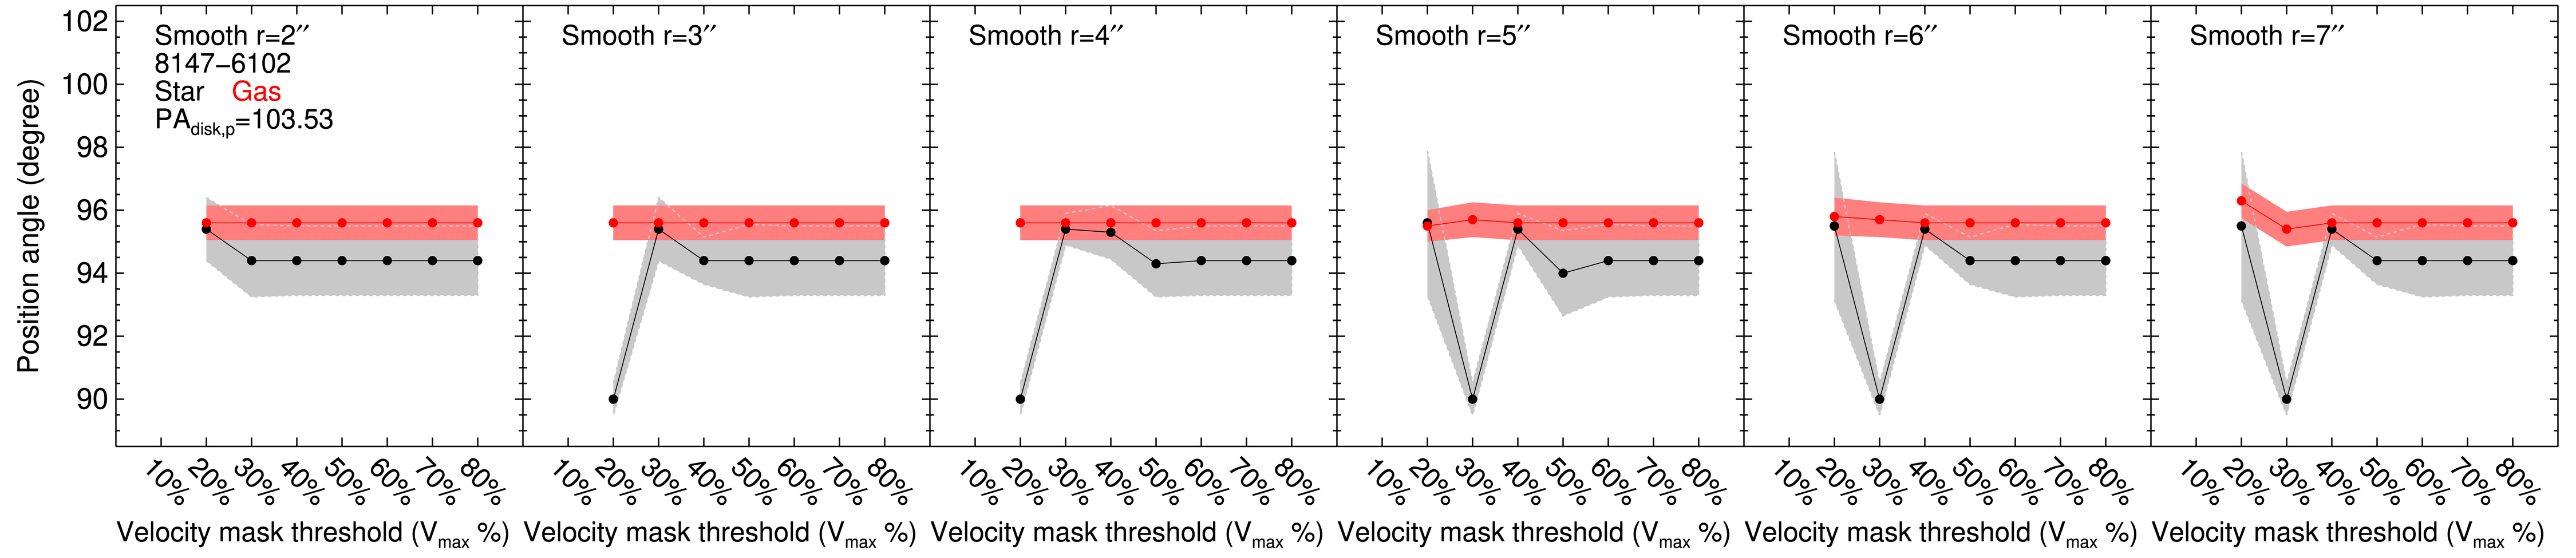 102
100
98
96
94
92
90
Position angle (degree)
Smooth r=2″
8147−6102
Star Gas
PAdisk,p=103.53
Smooth r=3″
Smooth r=4″
Smooth r=5″
Smooth r=6″
Smooth r=7″
10% 20% 30% 40% 50% 60% 70% 80%
10% 20% 30% 40% 50% 60% 70% 80%
10% 20% 30% 40% 50% 60% 70% 80%
10% 20% 30% 40% 50% 60% 70% 80%
10% 20% 30% 40% 50% 60% 70% 80%
10% 20% 30% 40% 50% 60% 70% 80%
Velocity mask threshold (Vmax %)
Velocity mask threshold (Vmax %)
Velocity mask threshold (Vmax %)
Velocity mask threshold (Vmax %)
Velocity mask threshold (Vmax %)
Velocity mask threshold (Vmax %)